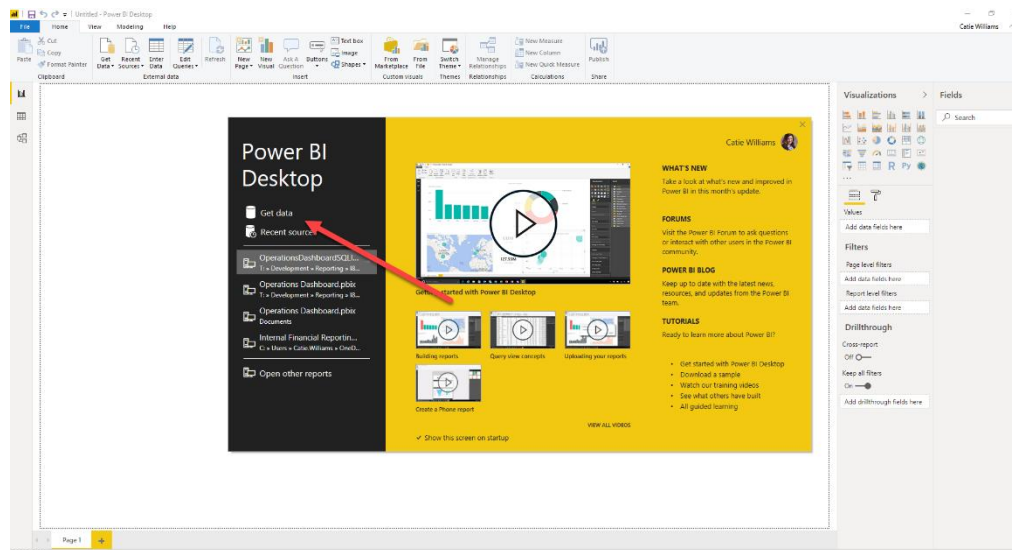 Untitled - Power BI Desktop
Catie Williams
File Home View Modeling Help
Paste
Cut
Copy
Format Painter
Get Data
Recent Sources
Enter Data
Edit Queries
Refresh
New Page
New Visual
Ask A Question
Buttons
Text box
Image
Shapes
From Marketplace
From File
Switch Theme
Manage Relationships
New Measure
New Column
New Quick Measure
Publish
Clipboard External data Insert Custom visuals Themes Relationships Calculations Share
Power BI
Desktop
Get data
Recent sources
OperationsDashboardSQLI...
T: » Development » Reporting » B...
Operations Dashboard.pbix
T: » Development » Reporting » B...
Operations Dashboard.pbix
Documents
Internal Financial Reportin...
C: » Users » Catie.Williams » OneD...
Open other reports
Catie Williams
Getting started with Power BI Desktop
Building reports
Query view concepts
Uploading your reports
Create a Phone report
VIEW ALL VIDEOS
Show this screen on startup
WHAT'S NEW
Take a look at what's new and improved in
Power BI in this month's update.
FORUMS
Visit the Power BI Forum to ask questions
or interact with other users in the Power BI
community.
POWER BI BLOG
Keep up to date with the latest news,
resources, and updates from the Power BI
team.
TUTORIALS
Ready to learn more about Power BI?
• Get started with Power BI Desktop
• Download a sample
• Watch our training videos
• See what others have built
• All guided learning
Visualizations
R Py
...
Values
Add data fields here
Filters
Page level filters
Add data fields here
Report level filters
Add data fields here
Drillthrough
Cross-report
Off
Keep all filters
On
Add drillthrough fields here
Fields
Search
Page 1